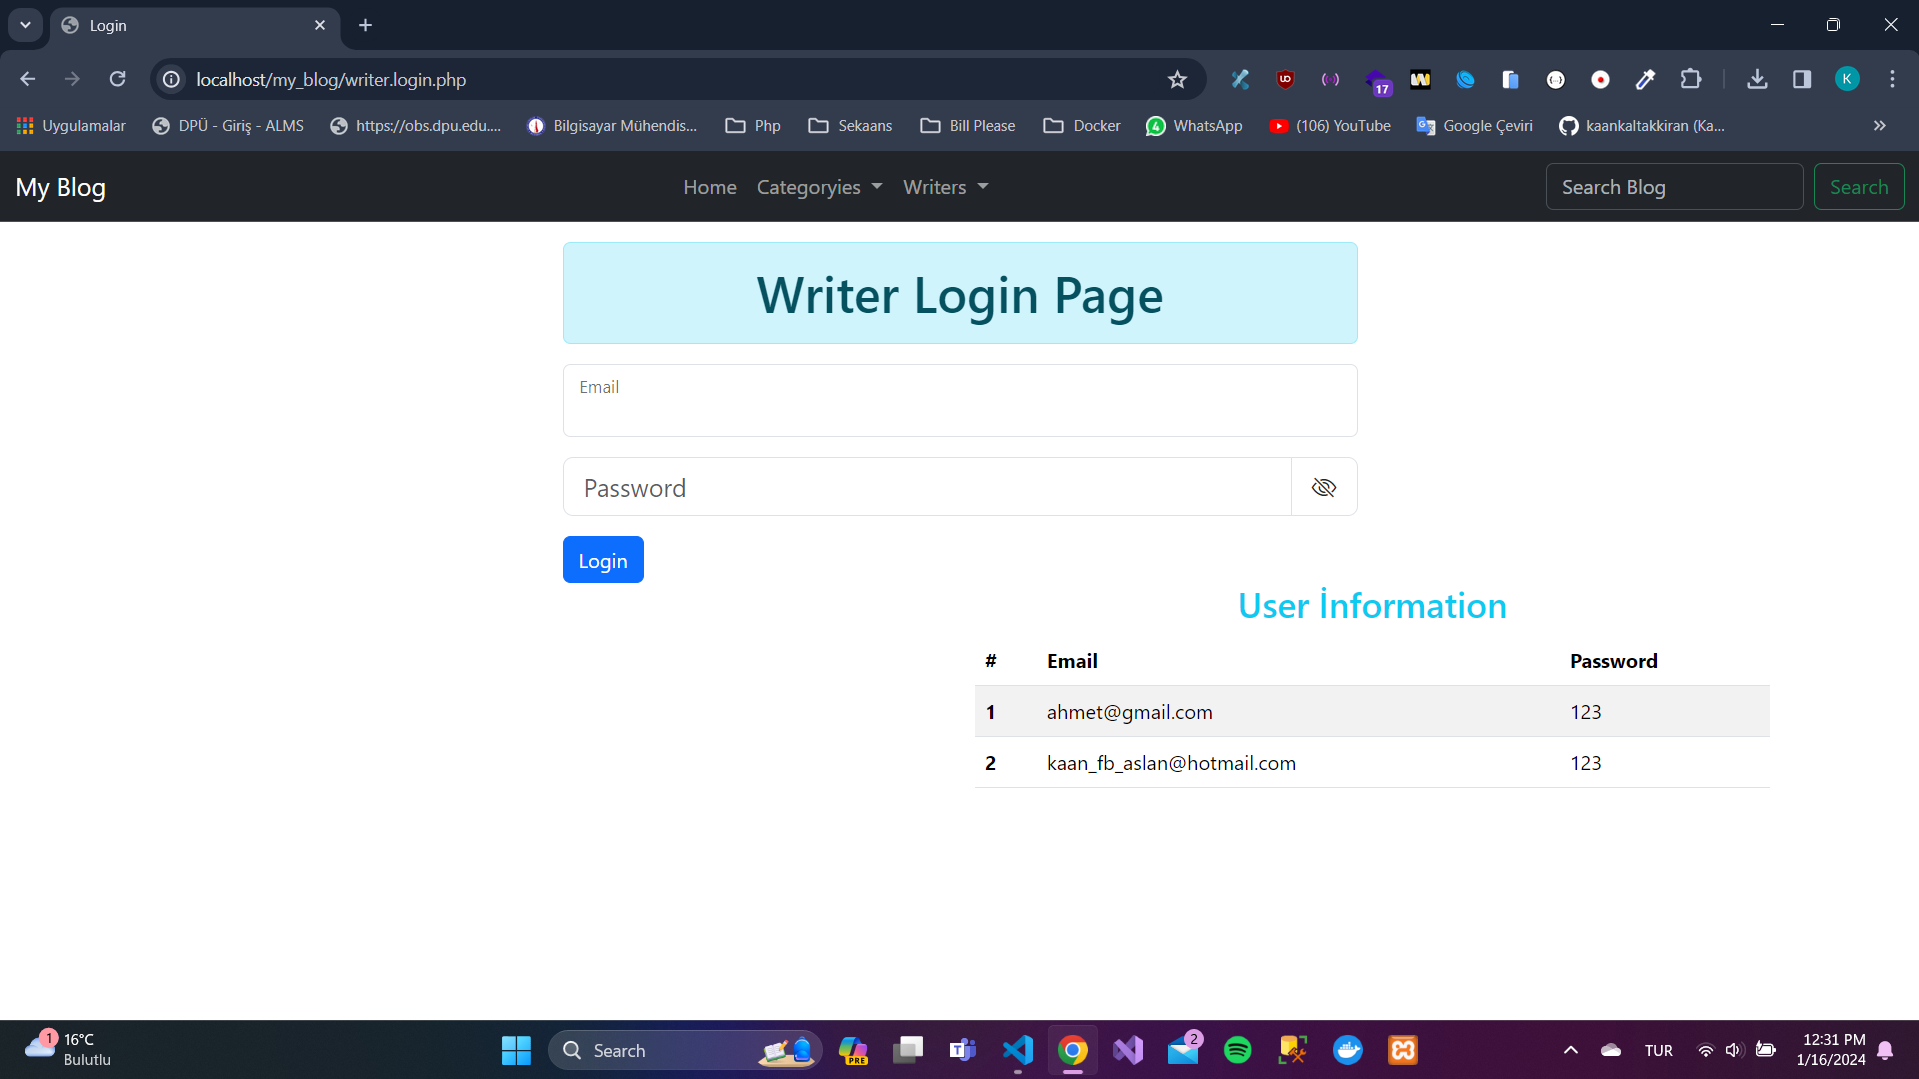 Login
localhost/my_blog/writer.login.php
UO
17
K
Uygulamalar
DPÜ - Giriş - ALMS
https://obs.dpu.edu....
Bilgisayar Mühendis...
Php
Sekaans
Bill Please
Docker
4
WhatsApp
(106) YouTube
Google Çeviri
kaankaltakkiran (Ka...
My Blog
Home
Categoryies
Writers
Search Blog
Search
Writer Login Page
Email
Password
Login
User İnformation
# Email Password
1 ahmet@gmail.com 123
2 kaan_fb_aslan@hotmail.com 123
1
16°C
Bulutlu
Search
PRE
2
TUR
12:31 PM
1/16/2024